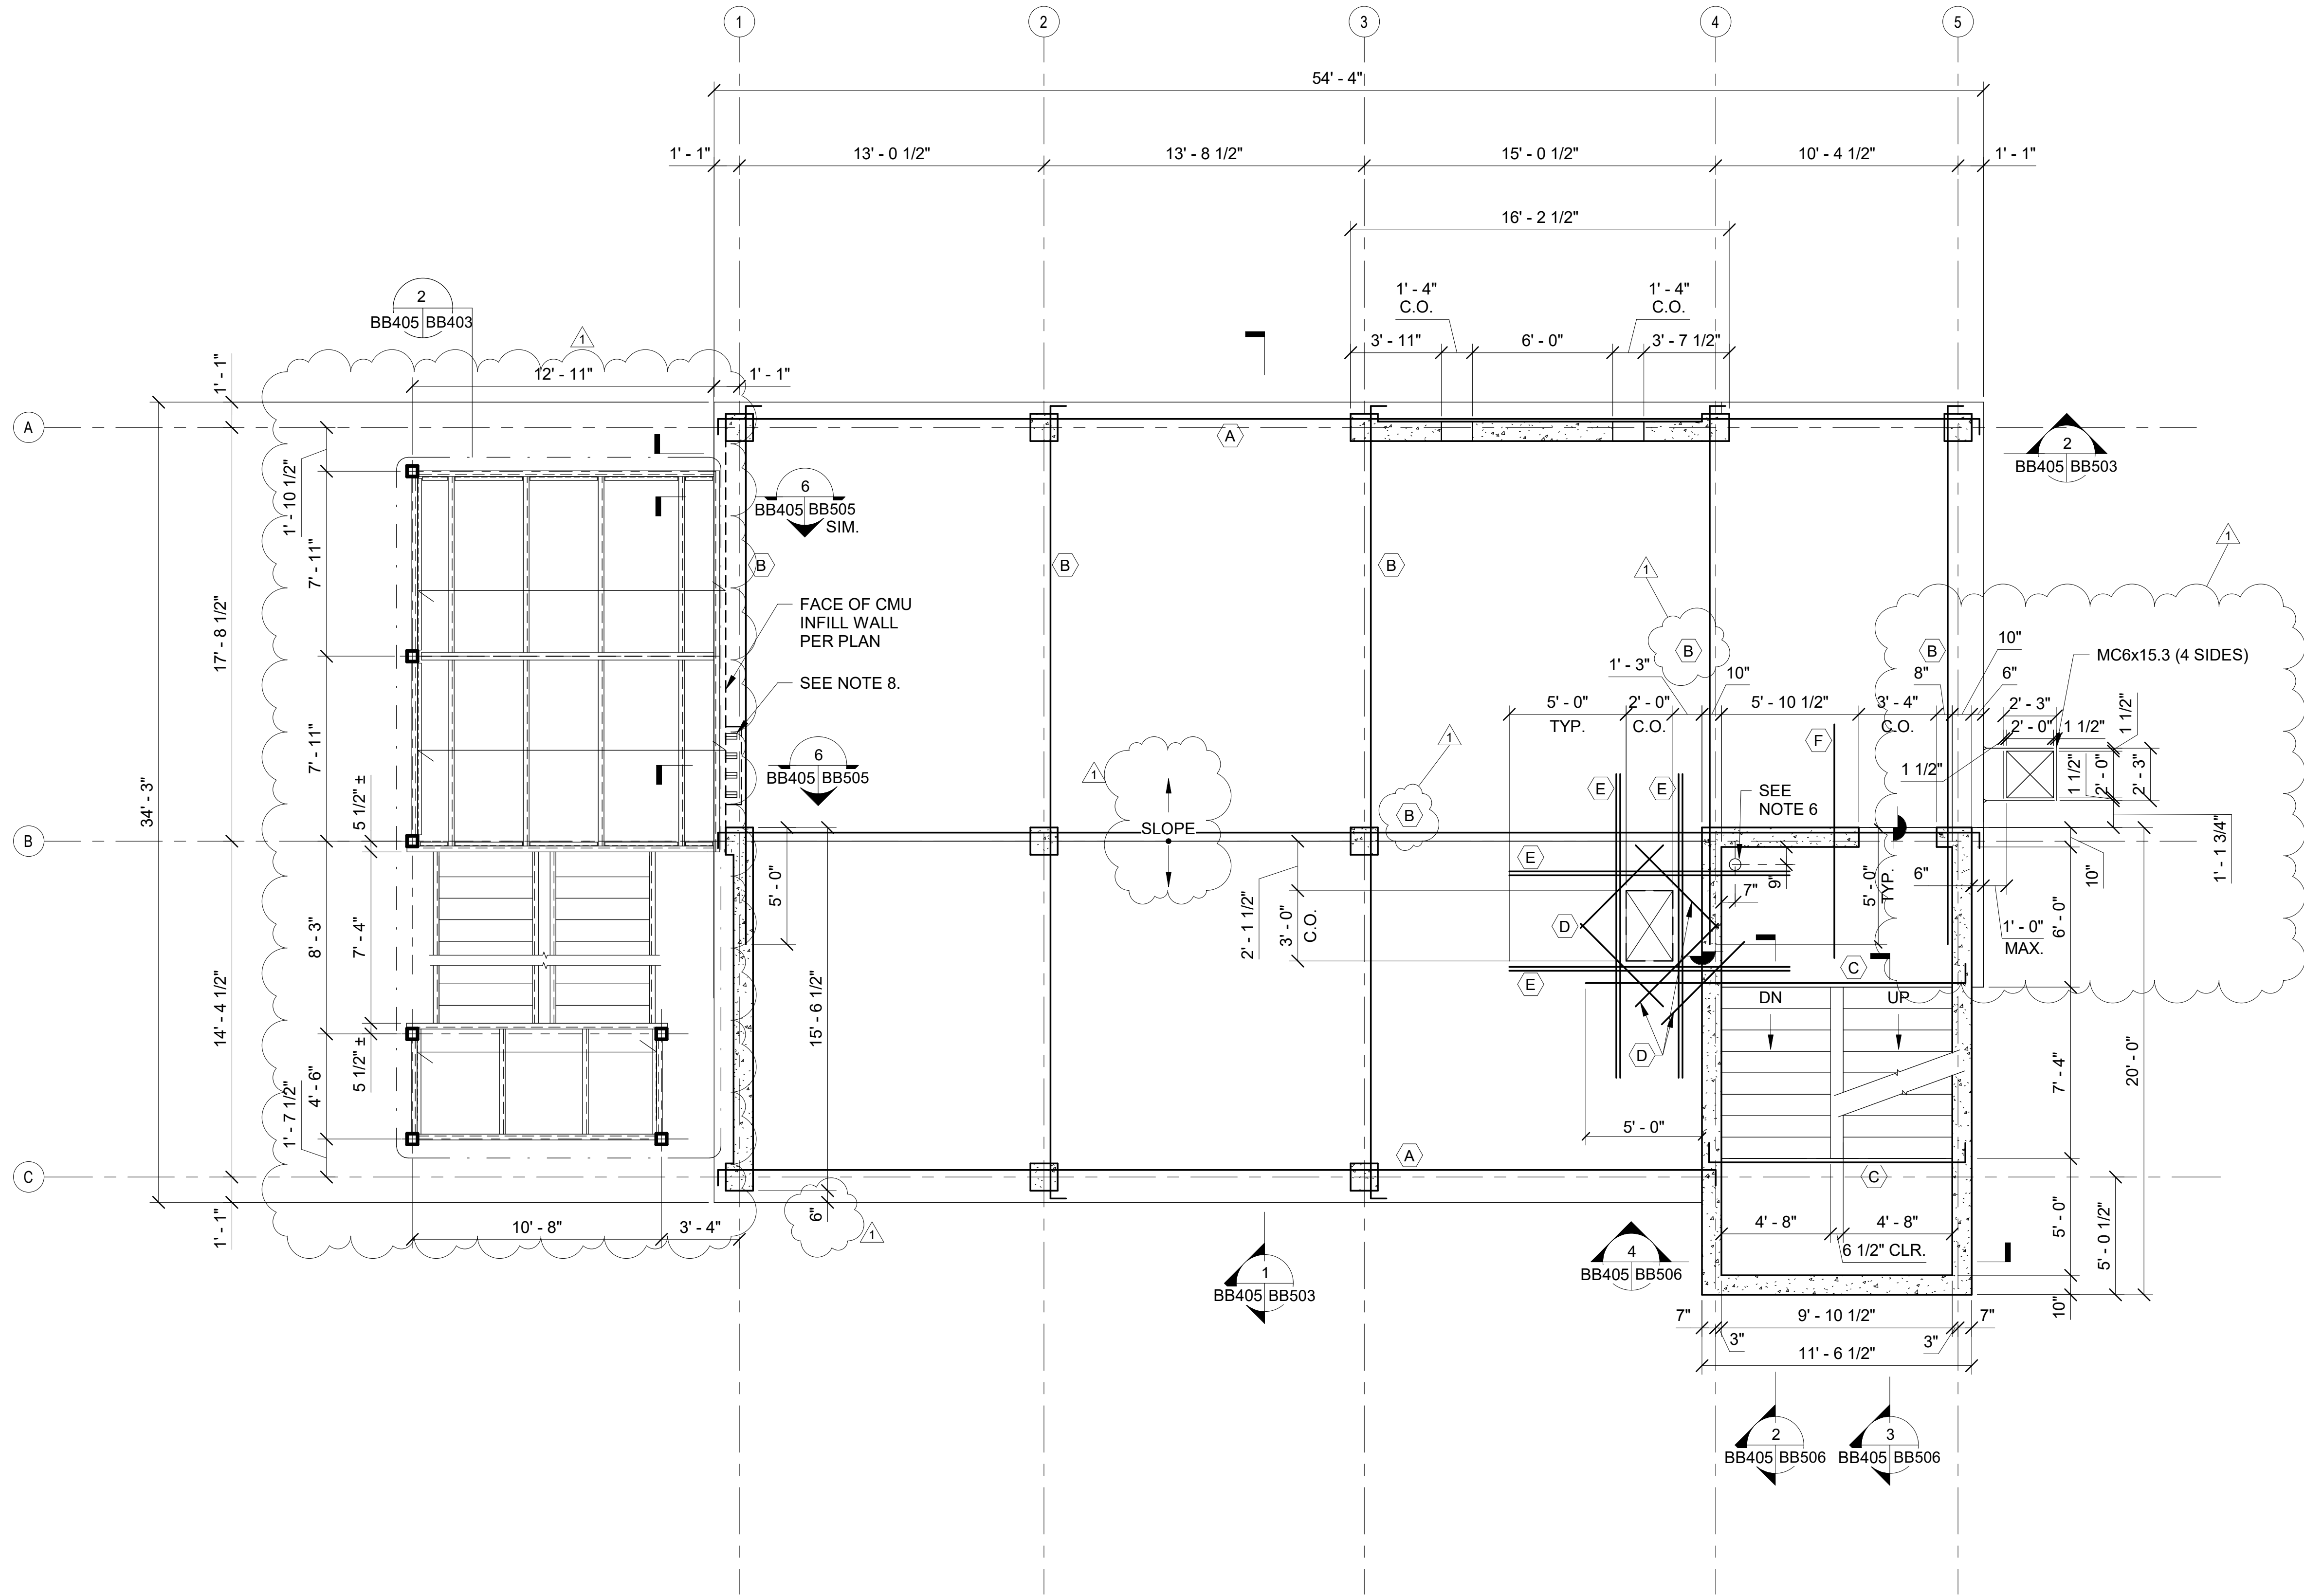 1
2
3
4
5
54' - 4"
1' - 1"
13' - 0 1/2"
13' - 8 1/2"
15' - 0 1/2"
10' - 4 1/2"
1' - 1"
16' - 2 1/2"
1' - 4"
C.O.
1' - 4"
C.O.
3' - 11"
6' - 0"
3' - 7 1/2"
2
BB405 BB403
1
12' - 11"
1' - 1"
1' - 1"
A
A
2
BB405 BB503
1' - 10 1/2"
7' - 11"
17' - 8 1/2"
7' - 11"
5 1/2" ±
34' - 3"
6
BB405 BB505
SIM.
B
B
B
FACE OF CMU
INFILL WALL
PER PLAN
SEE NOTE 8.
6
BB405 BB505
1
1
B
B
10"
MC6x15.3 (4 SIDES)
1' - 3"
10"
8"
6"
5' - 0"
TYP.
2' - 0"
C.O.
5' - 10 1/2"
3' - 4"
C.O.
2' - 3"
2' - 0"
1 1/2"
1 1/2"
F
1
1
B
1 1/2"
1 1/2"
2' - 0"
2' - 3"
E
E
SEE
NOTE 6
SLOPE
B
5' - 0"
E
9"
7"
5' - 0"
TYP.
6"
10"
1' - 1 3/4"
2' - 1 1/2"
3' - 0"
C.O.
D
6' - 0"
1' - 0"
MAX.
8' - 3"
7' - 4"
14' - 4 1/2"
15' - 6 1/2"
E
C
DN
UP
D
5 1/2" ±
4' - 6"
1' - 7 1/2"
7' - 4"
20' - 0"
5' - 0"
A
C
C
1' - 1"
10' - 8"
3' - 4"
6"
1
4' - 8"
4' - 8"
6 1/2" CLR.
5' - 0"
5' - 0 1/2"
1
BB405 BB503
4
BB405 BB506
10"
7"
9' - 10 1/2"
7"
3"
3"
11' - 6 1/2"
2
BB405 BB506
3
BB405 BB506